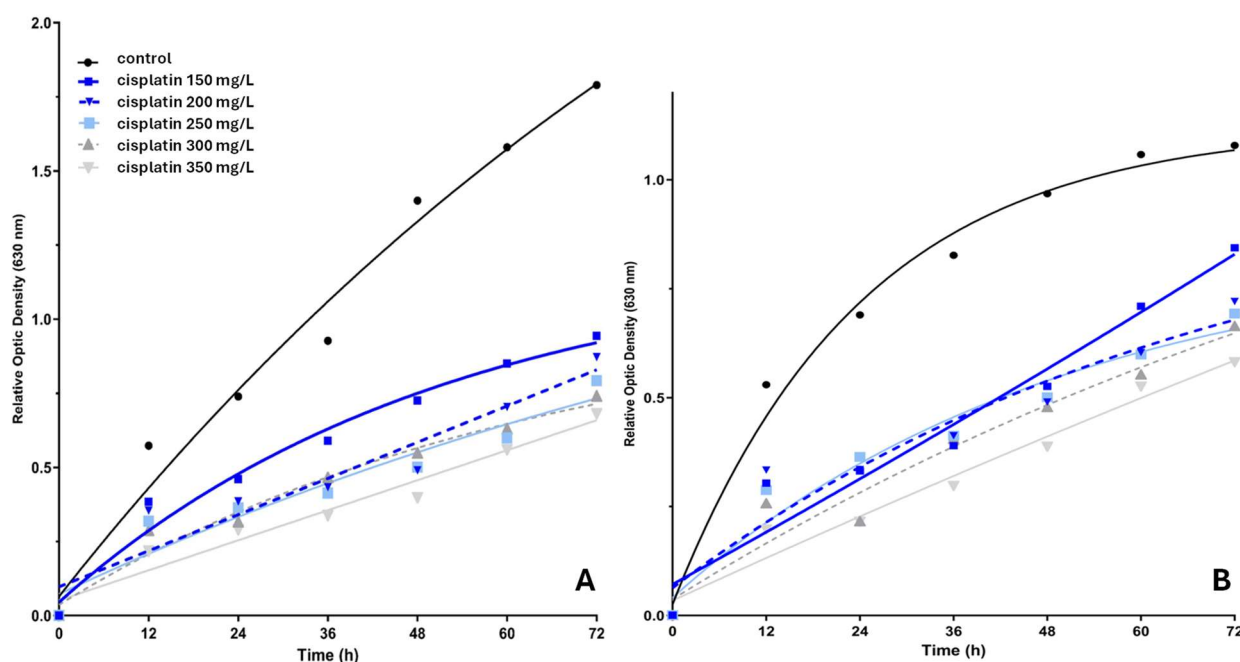 2.0
1.5
1.0
0.5
0.0
Relative Optic Density (630 nm)
control
cisplatin 150 mg/L
cisplatin 200 mg/L
cisplatin 250 mg/L
cisplatin 300 mg/L
cisplatin 350 mg/L
A
0 12 24 36 48 60 72
Time (h)
1.0
0.5
0.0
Relative Optic Density (630 nm)
B
0 12 24 36 48 60 72
Time (h)